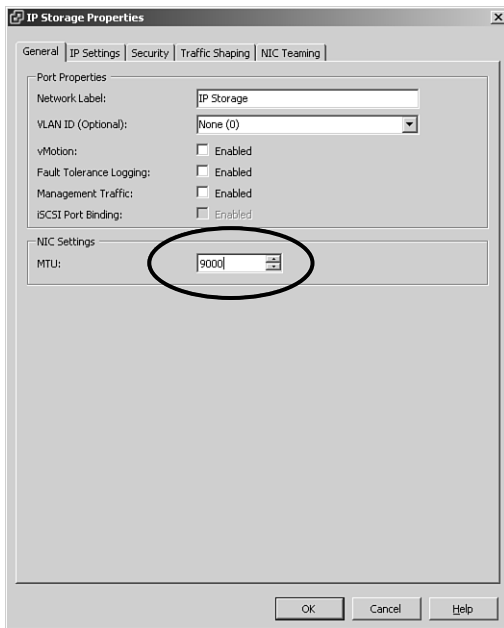 IP Storage Properties
General IP Settings Security Traffic Shaping NIC Teaming
Port Properties
Network Label: IP Storage
VLAN ID (Optional): None (0)
vMotion: Enabled
Fault Tolerance Logging: Enabled
Management Traffic: Enabled
iSCSI Port Binding: Enabled
NIC Settings
MTU: 9000
OK Cancel Help